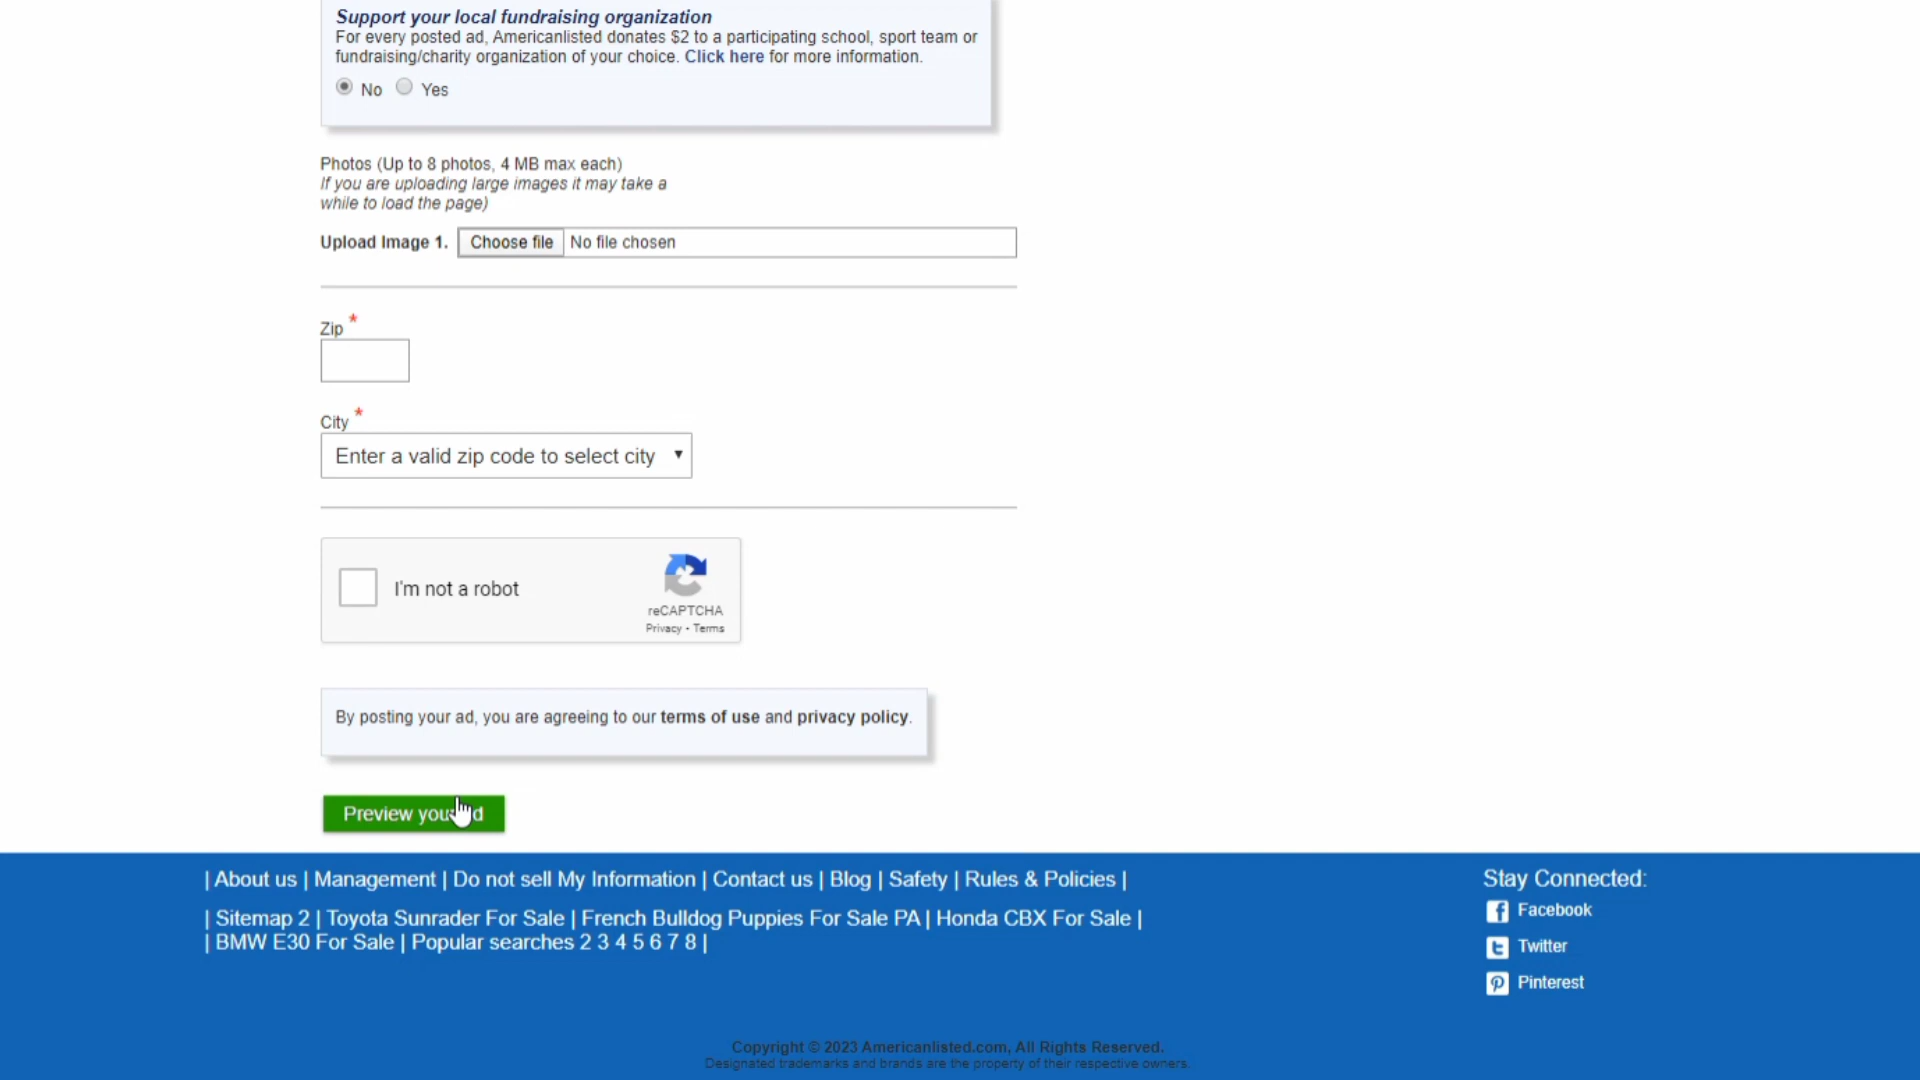 Support your local fundraising organization
For every posted ad, Americanlisted donates $2 to a participating school, sport team or
fundraising/charity organization of your choice. Click here for more information.
No Yes
Photos (Up to 8 photos, 4 MB max each)
If you are uploading large images it may take a
while to load the page)
Upload Image 1. Choose file No file chosen
Zip *
City *
Enter a valid zip code to select city
I'm not a robot
reCAPTCHA
Privacy - Terms
By posting your ad, you are agreeing to our terms of use and privacy policy.
Preview you d
| About us | Management | Do not sell My Information | Contact us | Blog | Safety | Rules & Policies |
| Sitemap 2 | Toyota Sunrader For Sale | French Bulldog Puppies For Sale PA | Honda CBX For Sale |
| BMW E30 For Sale | Popular searches 2 3 4 5 6 7 8 |
Stay Connected:
Facebook
Twitter
Pinterest
Copyright © 2023 Americanlisted.com, All Rights Reserved.
Designated trademarks and brands are the property of their respective owners.